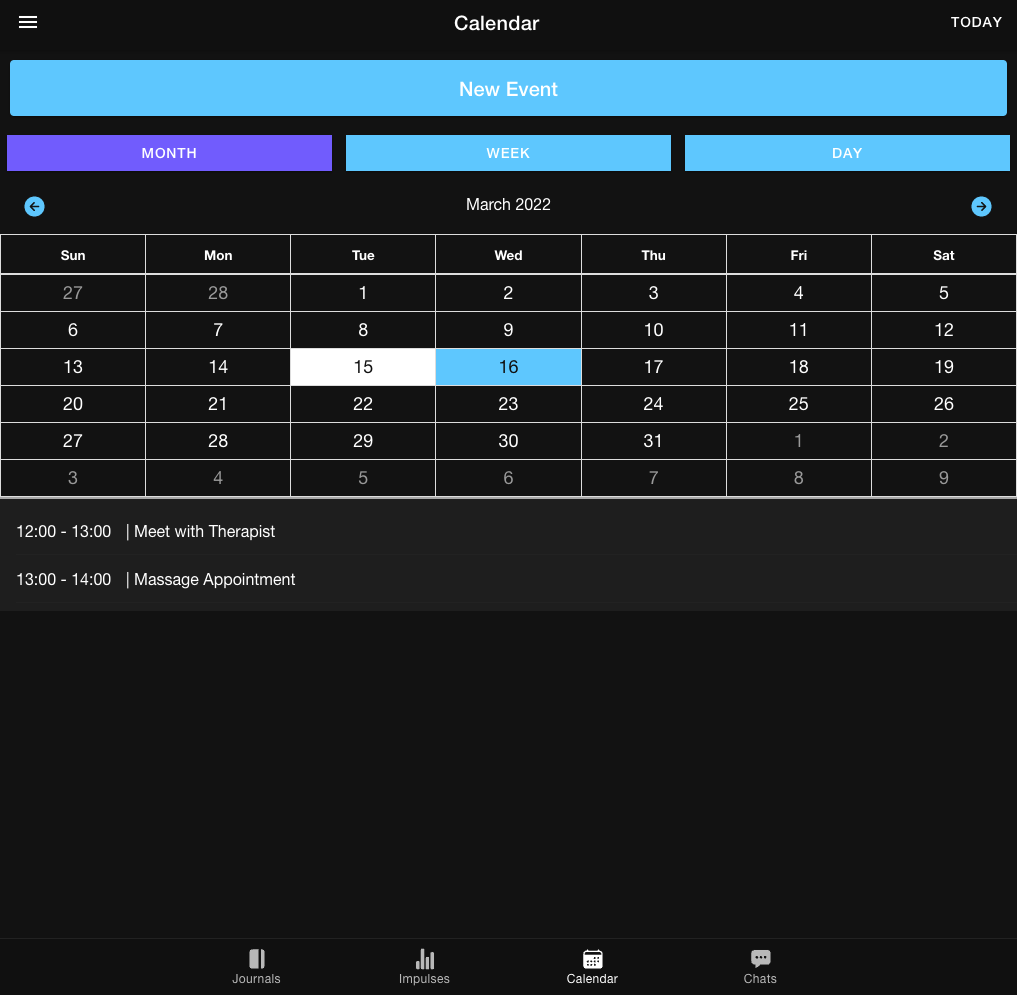 Calendar TODAY
New Event
MONTH WEEK DAY
March 2022
Sun Mon Tue Wed Thu Fri Sat
27 28 1 2 3 4 5
6 7 8 9 10 11 12
13 14 15 16 17 18 19
20 21 22 23 24 25 26
27 28 29 30 31 1 2
3 4 5 6 7 8 9
12:00 - 13:00 | Meet with Therapist
13:00 - 14:00 | Massage Appointment
Journals Impulses Calendar Chats